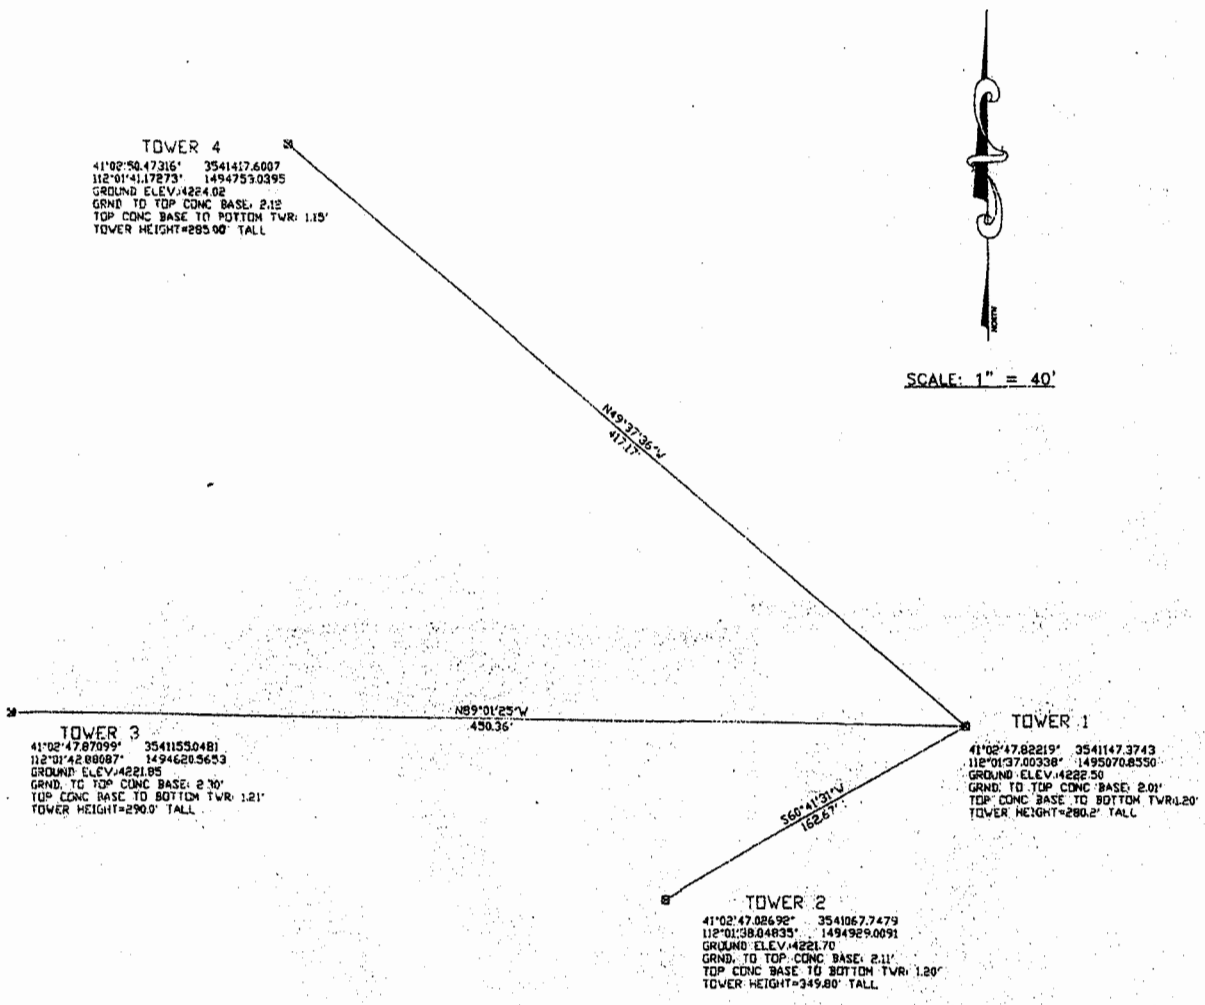 TOWER 4
41°02'50.47316" 3541417.6007
112°01'41.17273" 1494753.0395
GROUND ELEV.:4224.02
GRND TO TOP CONC BASE: 2.12
TOP CONC BASE TO BOTTOM TWR: 1.15'
TOWER HEIGHT=285.00' TALL
NORTH
SCALE: 1" = 40'
N49°37'36"W
417.17'
N89°01'25"W
450.36'
TOWER 3
41°02'47.87099" 3541155.0481
112°01'42.88087" 1494620.5653
GROUND ELEV.:4221.85
GRND. TO TOP CONC BASE: 2.30'
TOP CONC BASE TO BOTTOM TWR: 1.21'
TOWER HEIGHT=290.0' TALL
TOWER 1
41°02'47.82219" 3541147.3743
112°01'37.00338" 1495070.8550
GROUND ELEV.:4222.50
GRND. TO TOP CONC BASE: 2.01'
TOP CONC BASE TO BOTTOM TWR:1.20'
TOWER HEIGHT=280.2' TALL
S60°41'31"W
162.67'
TOWER 2
41°02'47.02692" 3541067.7479
112°01'38.04835" 1494929.0091
GROUND ELEV.:4221.70
GRND. TO TOP CONC BASE: 2.11'
TOP CONC BASE TO BOTTOM TWR: 1.20'
TOWER HEIGHT=349.80' TALL